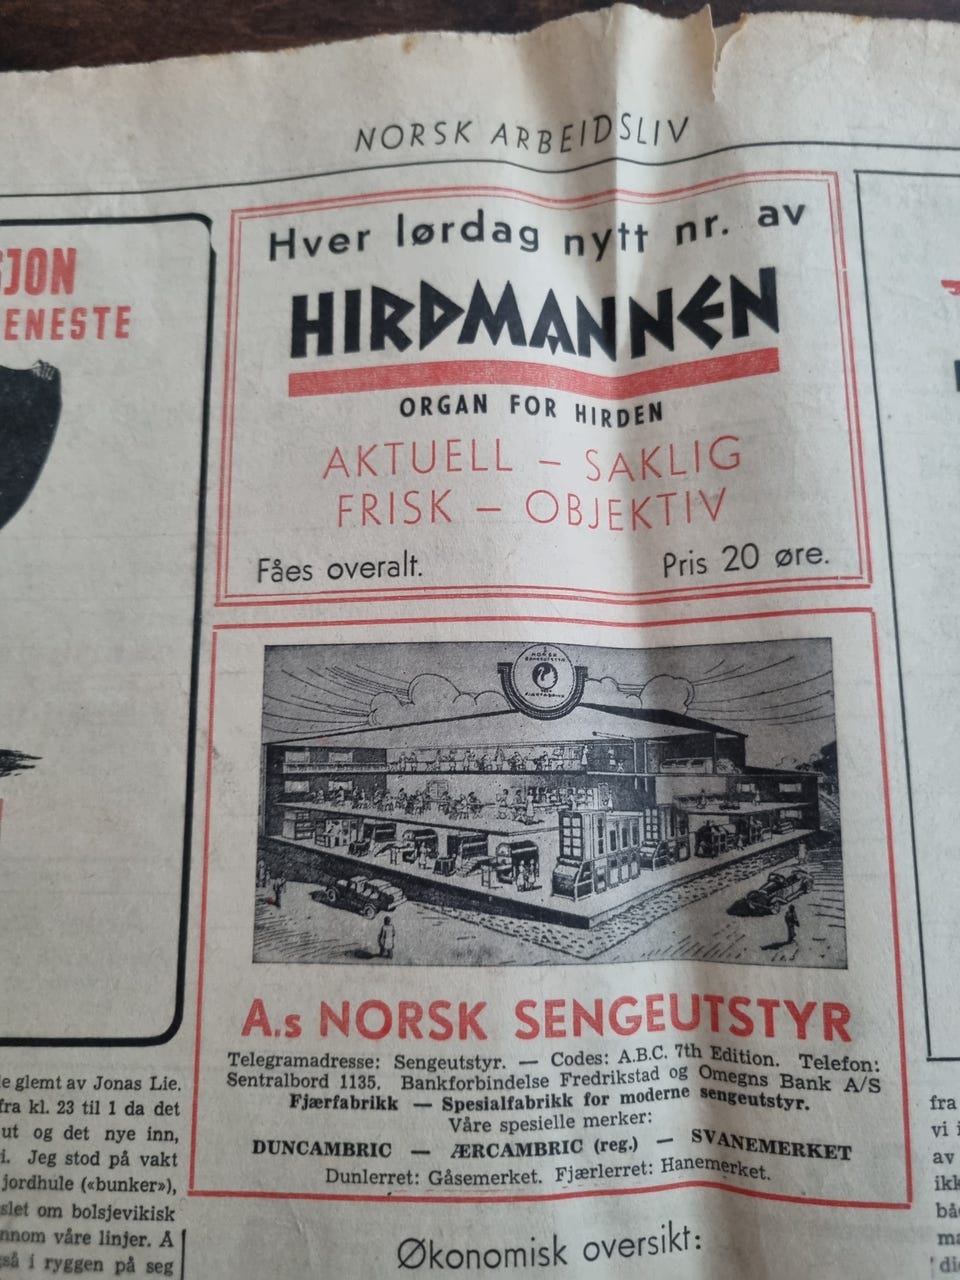 NORSK ARBEIDSLIV
SJON
ENESTE
Hver lørdag nytt nr. av
HIRDMANNEN
ORGAN FOR HIRDEN
AKTUELL — SAKLIG
FRISK — OBJEKTIV
Fåes overalt. Pris 20 øre.
NORSK
A.s NORSK SENGEUTSTYR
Telegramadresse: Sengeutstyr. — Codes: A.B.C. 7th Edition. Telefon:
Sentralbord 1135. Bankforbindelse Fredrikstad og Omegns Bank A/S
Fjærfabrikk — Spesialfabrikk for moderne sengeutstyr.
Våre spesielle merker:
DUNCAMBRIC — ÆRCAMBRIC (reg.) — SVANEMERKET
Dunlerret: Gåsemerket. Fjærlerret: Hanemerket.
Økonomisk oversikt:
e glemt av Jonas Lie.
fra kl. 23 til 1 da det
ut og det nye inn,
i. Jeg stod på vakt
jordhule («bunker»),
slet om bolsjevikisk
nnom våre linjer. A
så i ryggen på seg
fra
vi i
av
ikk
båd
ma